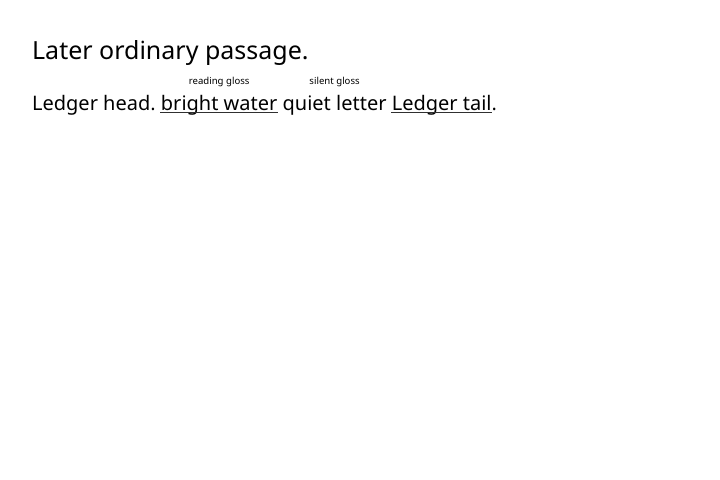 Later ordinary passage.
reading gloss silent gloss
Ledger head. bright water quiet letter Ledger tail.